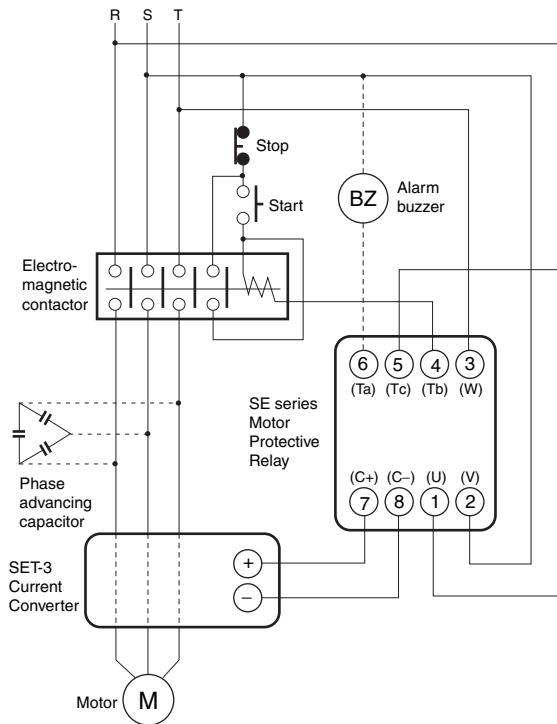 R S T
Stop
BZ
Alarm
buzzer
Start
Electro-
magnetic
contactor
6 5 4 3
(Ta) (Tc) (Tb) (W)
SE series
Motor
Protective
Relay
(C+) (C−) (U) (V)
7 8 1 2
Phase
advancing
capacitor
SET-3
Current
Converter
+
−
Motor
M